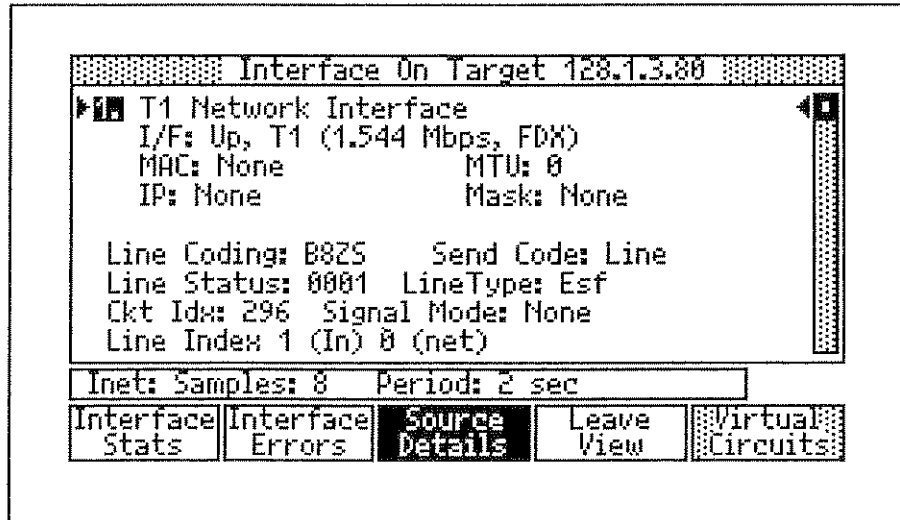 Interface On Target 128.1.3.80
T1 Network Interface
I/F: Up, T1 (1.544 Mbps, FDX)
MAC: None MTU: 0
IP: None Mask: None
Line Coding: B8ZS Send Code: Line
Line Status: 0001 LineType: Esf
Ckt Idx: 296 Signal Mode: None
Line Index 1 (In) 0 (net)
Inet: Samples: 8 Period: 2 sec
Interface Stats
Interface Errors
Source Details
Leave View
Virtual Circuits